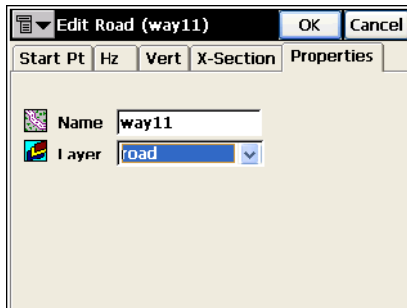 Edit Road (way11) OK Cancel
Start Pt Hz Vert X-Section Properties
Name way11
Layer road